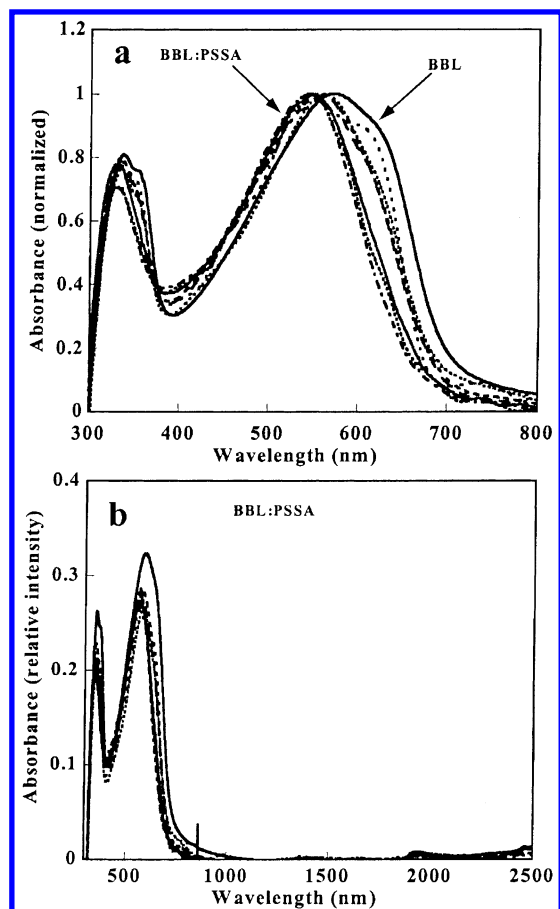 a
BBL:PSSA
BBL
Absorbance (normalized)
1.2
1
0.8
0.6
0.4
0.2
0
300 400 500 600 700 800
Wavelength (nm)
b
BBL:PSSA
Absorbance (relative intensity)
0.4
0.3
0.2
0.1
0
500 1000 1500 2000 2500
Wavelength (nm)